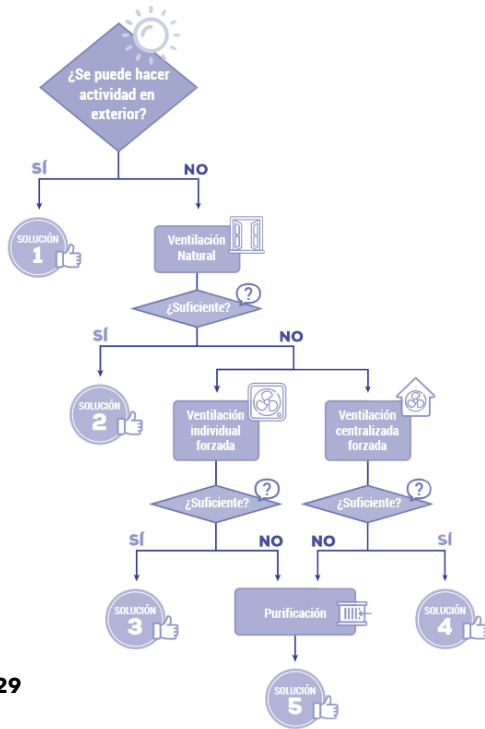 ¿Se puede hacer
actividad en
exterior?
SÍ
NO
SOLUCIÓN
1
Ventilación
Natural
¿Suficiente?
?
SÍ
NO
SOLUCIÓN
2
Ventilación
individual
forzada
Ventilación
centralizada
forzada
¿Suficiente?
?
¿Suficiente?
?
SÍ
NO
NO
SÍ
SOLUCIÓN
3
Purificación
SOLUCIÓN
4
29
SOLUCIÓN
5